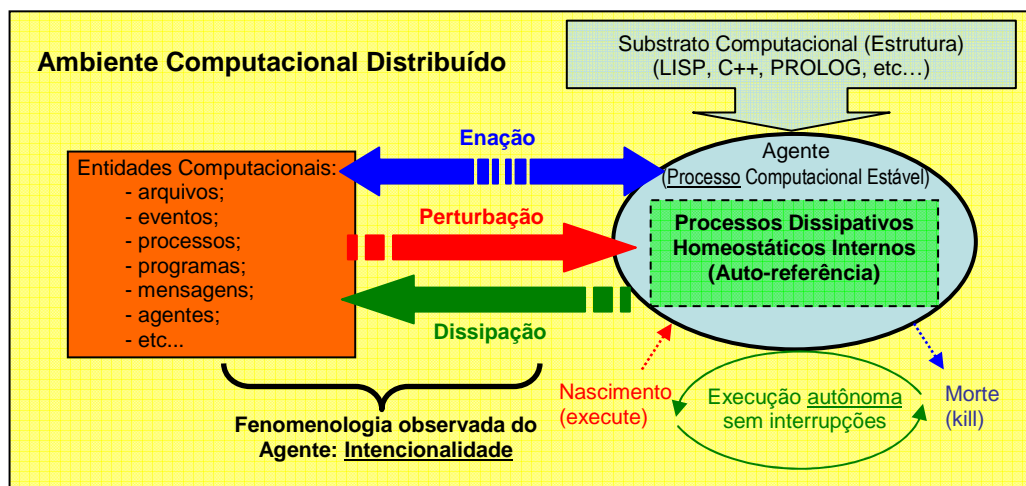 Ambiente Computacional Distribuído
Substrato Computacional (Estrutura)
(LISP, C++, PROLOG, etc…)
Enação
Entidades Computacionais:
- arquivos;
- eventos;
- processos;
- programas;
- mensagens;
- agentes;
- etc...
Perturbação
Dissipação
Agente
(Processo Computacional Estável)
Processos Dissipativos
Homeostáticos Internos
(Auto-referência)
Fenomenologia observada do
Agente: Intencionalidade
Nascimento
(execute)
Execução autônoma
sem interrupções
Morte
(kill)